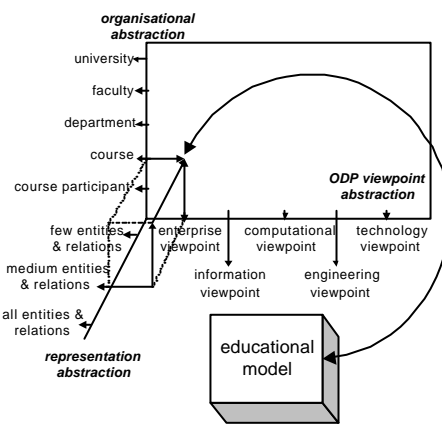 organisational
abstraction
university
faculty
department
course
course participant
ODP viewpoint
abstraction
few entities
& relations
enterprise
viewpoint
computational
viewpoint
technology
viewpoint
medium entities
& relations
information
viewpoint
engineering
viewpoint
all entities &
relations
representation
abstraction
educational
model